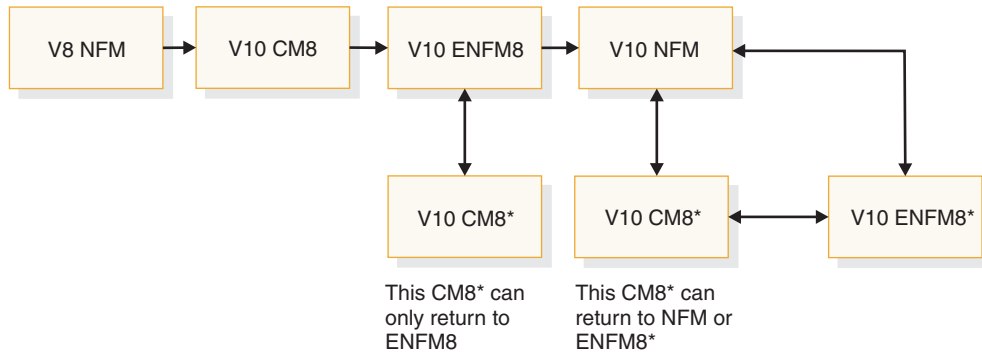 V8 NFM
V10 CM8
V10 ENFM8
V10 NFM
V10 CM8*
V10 CM8*
V10 ENFM8*
This CM8* can
only return to
ENFM8
This CM8* can
return to NFM or
ENFM8*